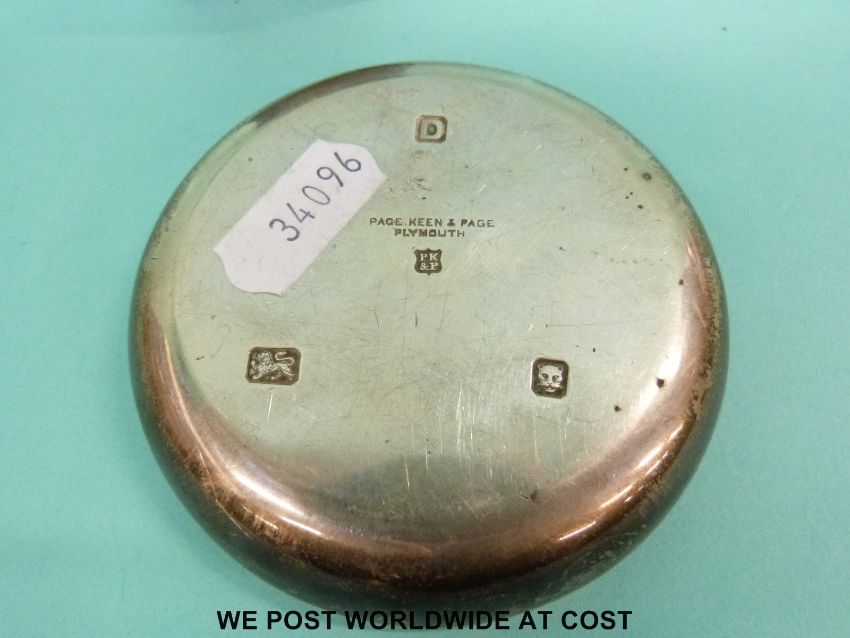 D
34096
PAGE, KEEN & PAGE
PLYMOUTH
PK
&P
WE POST WORLDWIDE AT COST